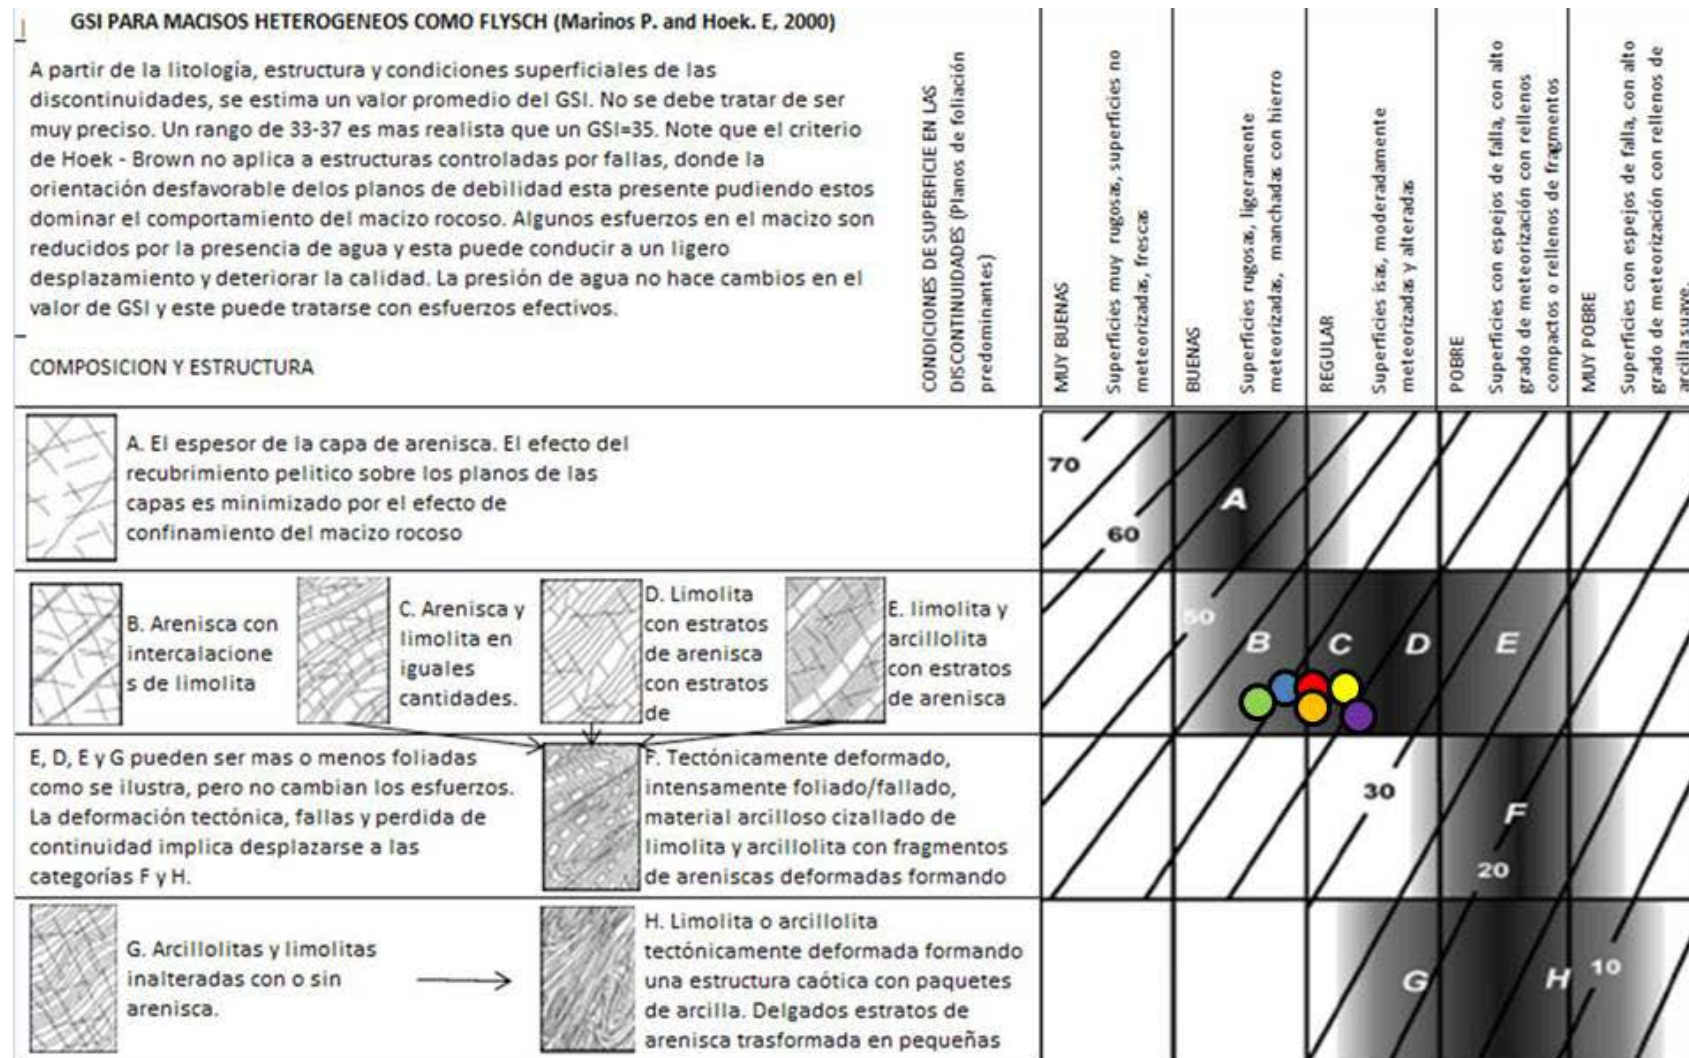 GSI PARA MACISOS HETEROGENEOS COMO FLYSCH (Marinos P. and Hoek. E, 2000)
A partir de la litología, estructura y condiciones superficiales de las
discontinuidades, se estima un valor promedio del GSI. No se debe tratar de ser
muy preciso. Un rango de 33-37 es mas realista que un GSI=35. Note que el criterio
de Hoek - Brown no aplica a estructuras controladas por fallas, donde la
orientación desfavorable delos planos de debilidad esta presente pudiendo estos
dominar el comportamiento del macizo rocoso. Algunos esfuerzos en el macizo son
reducidos por la presencia de agua y esta puede conducir a un ligero
desplazamiento y deteriorar la calidad. La presión de agua no hace cambios en el
valor de GSI y este puede tratarse con esfuerzos efectivos.
COMPOSICION Y ESTRUCTURA
CONDICIONES DE SUPERFICIE EN LAS
DISCONTINUIDADES (Planos de foliación
predominantes)
MUY BUENAS
Superficies muy rugosas, superficies no
meteorizadas, frescas
BUENAS
Superficies rugosas, ligeramente
meteorizadas, manchadas con hierro
REGULAR
Superficies isas, moderadamente
meteorizadas y alteradas
POBRE
Superficies con espejos de falla, con alto
grado de meteorización con rellenos
compactos o rellenos de fragmentos
MUY POBRE
Superficies con espejos de falla, con alto
grado de meteorización con rellenos de
arcilla suave.
A. El espesor de la capa de arenisca. El efecto del
recubrimiento pelitico sobre los planos de las
capas es minimizado por el efecto de
confinamiento del macizo rocoso
70
60
A
B. Arenisca con
intercalacione
s de limolita
C. Arenisca y
limolita en
iguales
cantidades.
D. Limolita
con estratos
de arenisca
con estratos
de
E. limolita y
arcillolita
con estratos
de arenisca
50
B
C
D
E
E, D, E y G pueden ser mas o menos foliadas
como se ilustra, pero no cambian los esfuerzos.
La deformación tectónica, fallas y perdida de
continuidad implica desplazarse a las
categorías F y H.
F. Tectónicamente deformado,
intensamente foliado/fallado,
material arcilloso cizallado de
limolita y arcillolita con fragmentos
de areniscas deformadas formando
30
F
20
G. Arcillolitas y limolitas
inalteradas con o sin
arenisca.
H. Limolita o arcillolita
tectónicamente deformada formando
una estructura caótica con paquetes
de arcilla. Delgados estratos de
arenisca trasformada en pequeñas
G
H
10